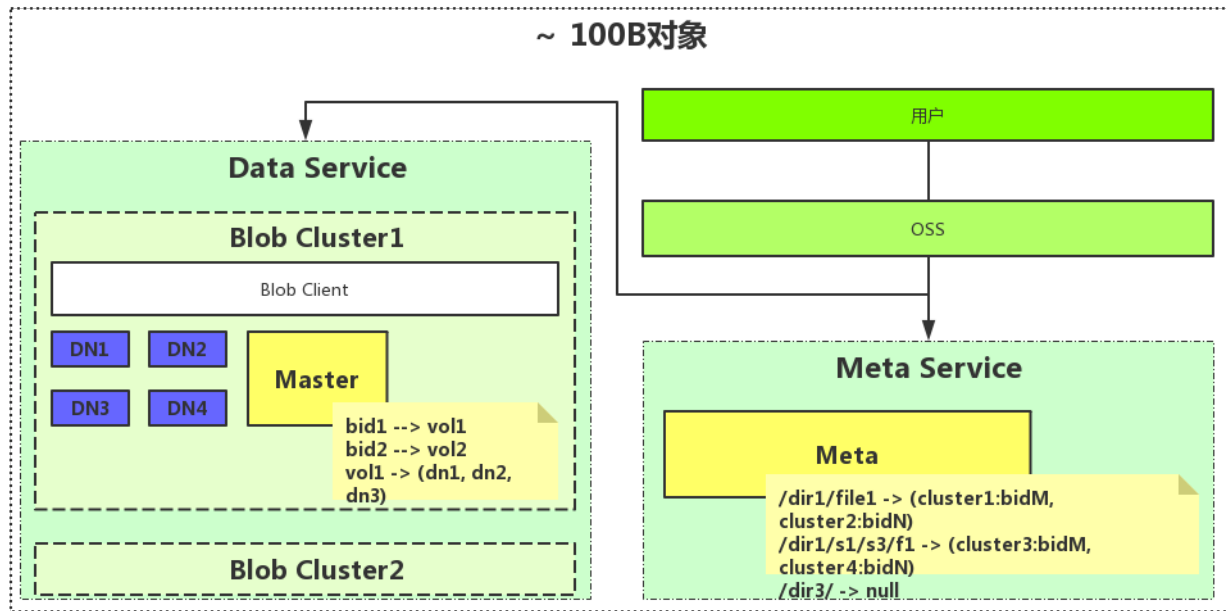 ~ 100B对象
用户
OSS
Data Service
Blob Cluster1
Blob Client
DN1
DN2
DN3
DN4
Master
bid1 --> vol1
bid2 --> vol2
vol1 -> (dn1, dn2,
dn3)
Blob Cluster2
Meta Service
Meta
/dir1/file1 -> (cluster1:bidM,
cluster2:bidN)
/dir1/s1/s3/f1 -> (cluster3:bidM,
cluster4:bidN)
/dir3/ -> null